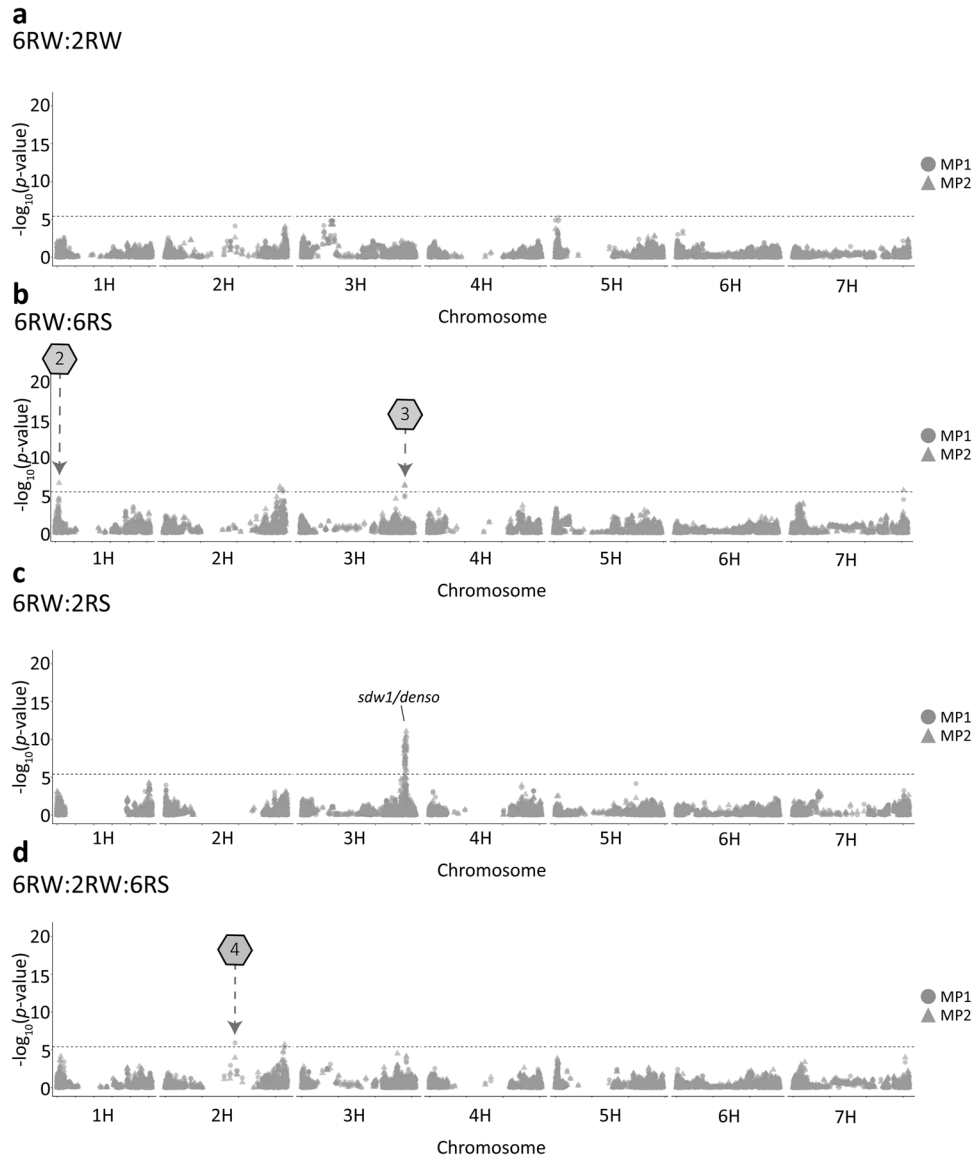 a
6RW:2RW
20
15
10
5
0
-log10(p-value)
MP1
MP2
1H 2H 3H 4H 5H 6H 7H
Chromosome
b
6RW:6RS
2
3
20
15
10
5
0
-log10(p-value)
MP1
MP2
1H 2H 3H 4H 5H 6H 7H
Chromosome
c
6RW:2RS
sdw1/denso
20
15
10
5
0
-log10(p-value)
MP1
MP2
1H 2H 3H 4H 5H 6H 7H
Chromosome
d
6RW:2RW:6RS
4
20
15
10
5
0
-log10(p-value)
MP1
MP2
1H 2H 3H 4H 5H 6H 7H
Chromosome